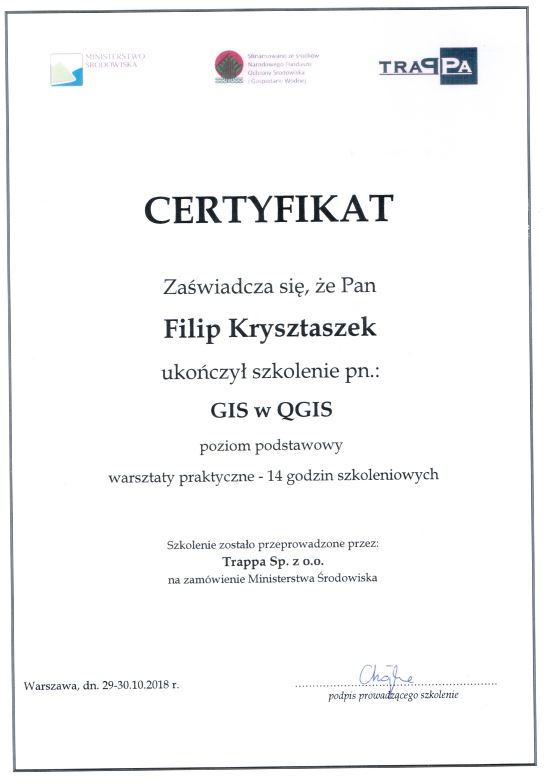 MINISTERSTWO
ŚRODOWISKA
Sfinansowano ze środków
Narodowego Funduszu
Ochrony Środowiska
i Gospodarki Wodnej
TRAPPA
CERTYFIKAT
Zaświadcza się, że Pan
Filip Krysztaszek
ukończył szkolenie pn.:
GIS w QGIS
poziom podstawowy
warsztaty praktyczne - 14 godzin szkoleniowych
Szkolenie zostało przeprowadzone przez:
Trappa Sp. z o.o.
na zamówienie Ministerstwa Środowiska
Warszawa, dn. 29-30.10.2018 r.
podpis prowadzącego szkolenie